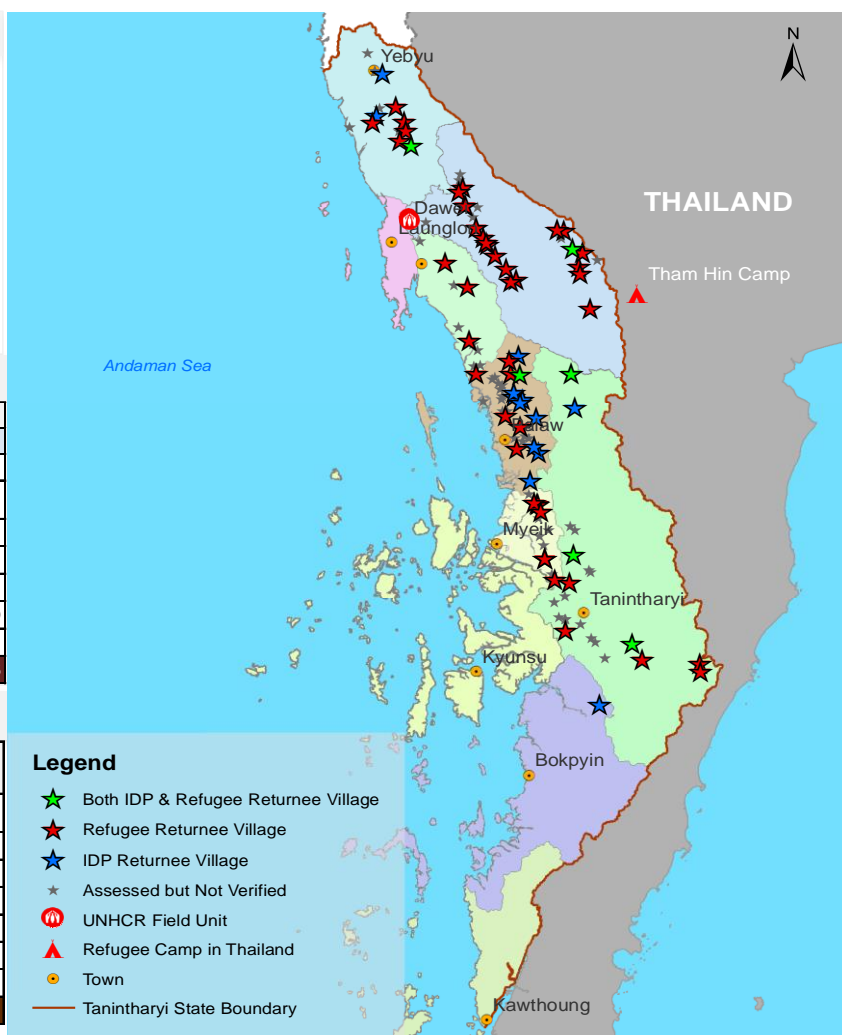 N
Yebyu
THAILAND
Dawei
Launglon
Tham Hin Camp
Andaman Sea
Palaw
Myeik
Tanintharyi
Kyunsu
Bokpyin
Legend
Both IDP & Refugee Returnee Village
Refugee Returnee Village
IDP Returnee Village
Assessed but Not Verified
UNHCR Field Unit
Refugee Camp in Thailand
Town
Tanintharyi State Boundary
Kawthoung